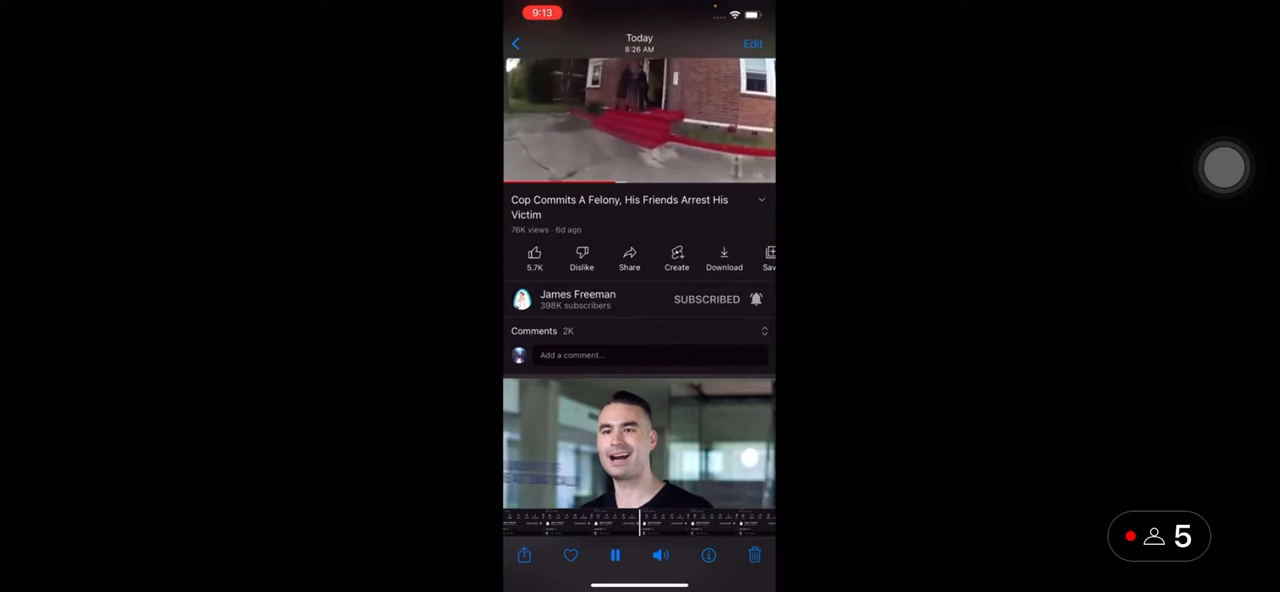 9:13
Today
8:26 AM
Edit
Cop Commits A Felony, His Friends Arrest His
Victim
76K views · 6d ago
5.7K
Dislike
Share
Create
Download
Sav
James Freeman
398K subscribers
SUBSCRIBED
Comments 2K
Add a comment...
5